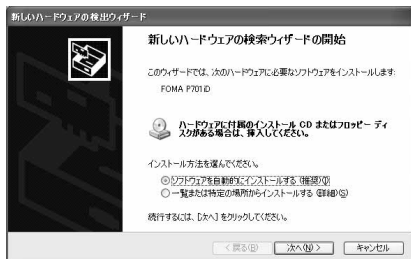 新しいハードウェアの検出ウィザード
新しいハードウェアの検索ウィザードの開始
このウィザードでは、次のハードウェアに必要なソフトウェアをインストールします:
FOMA P701iD
ハードウェアに付属のインストール CD またはフロッピー ディ
スクがある場合は、挿入してください。
インストール方法を選んでください。
ソフトウェアを自動的にインストールする (推奨)(I)
一覧または特定の場所からインストールする (詳細)(S)
続行するには、[次へ] をクリックしてください。
< 戻る(B) 次へ(N) > キャンセル